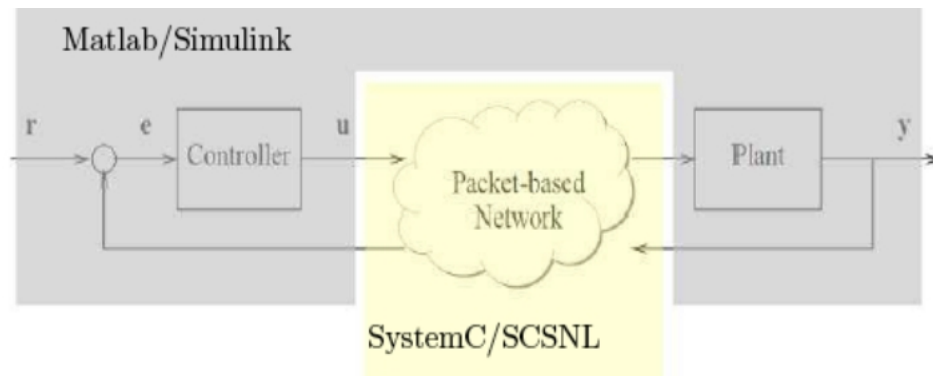 Matlab/Simulink
r
e
Controller
u
Packet-based
Network
Plant
y
SystemC/SCSNL